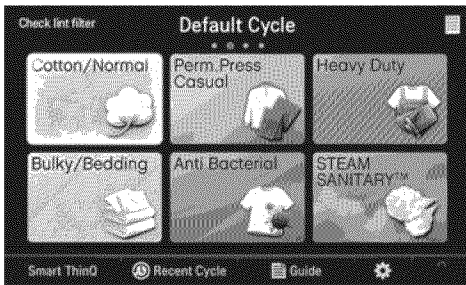 Check lint filter
Default Cycle
Cotton/Normal
Perm.Press
Casual
Heavy Duty
Bulky/Bedding
Anti Bacterial
STEAM
SANITARY™
Smart ThinQ
Recent Cycle
Guide